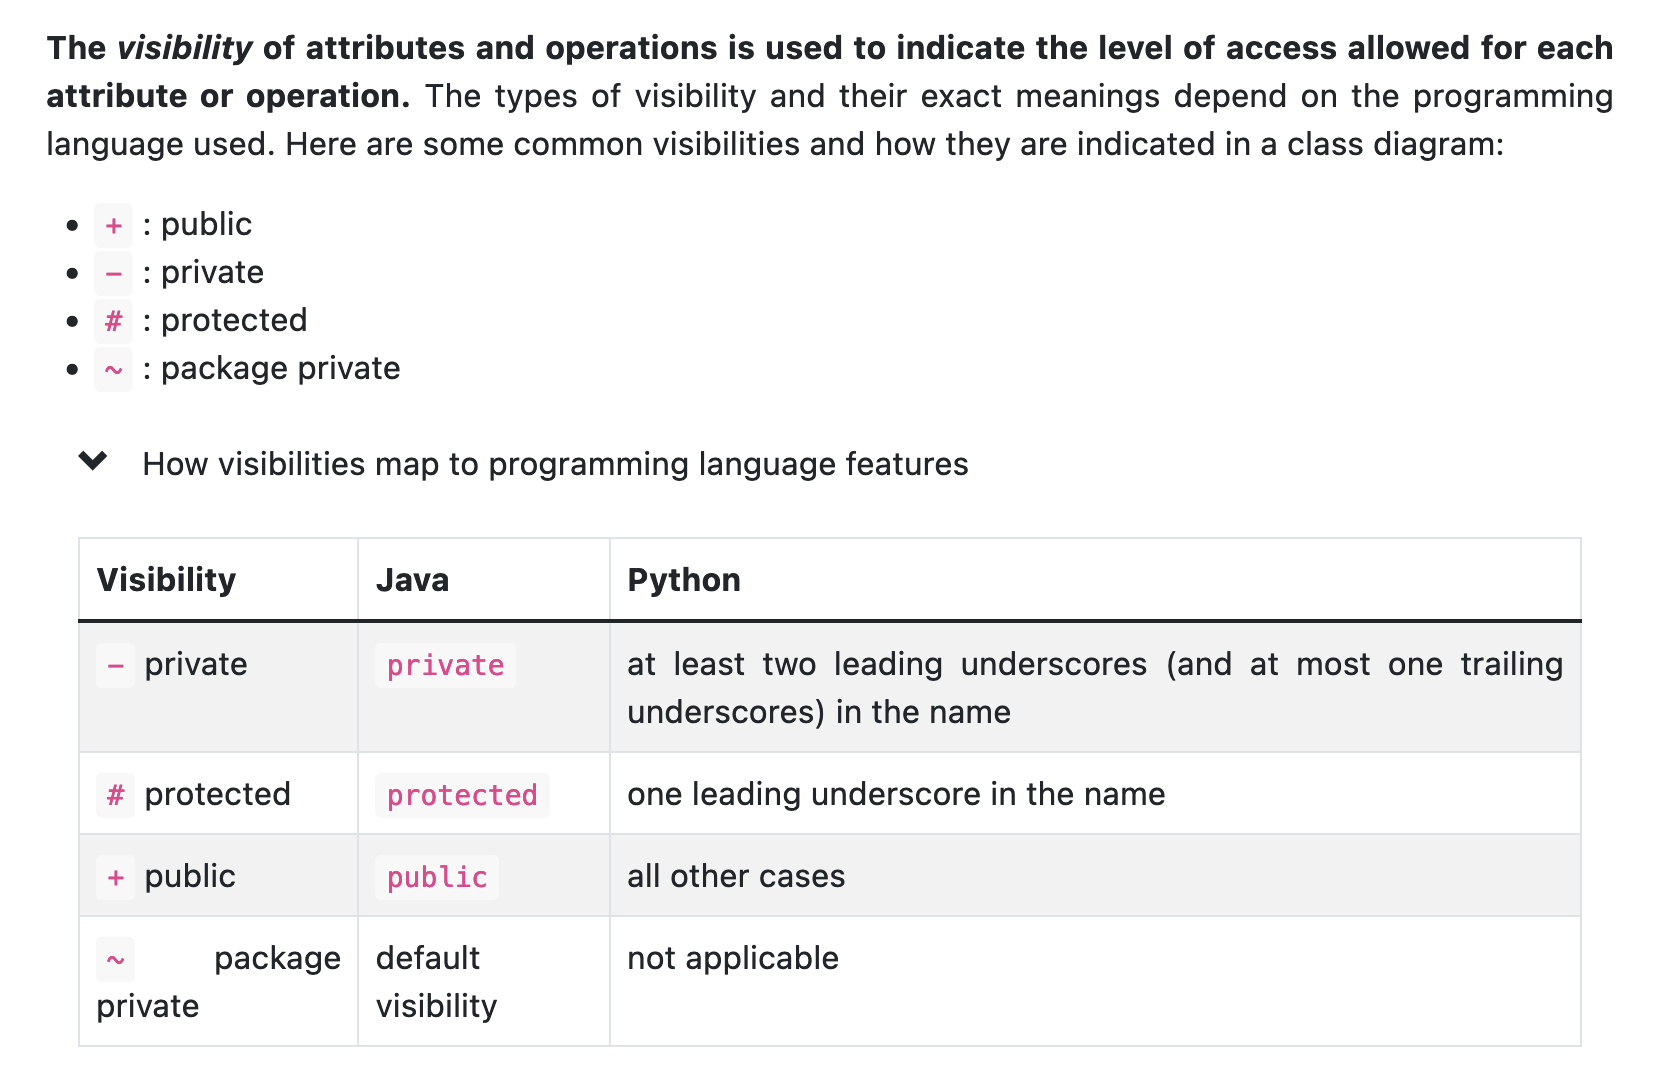 The visibility of attributes and operations is used to indicate the level of access allowed for each
attribute or operation. The types of visibility and their exact meanings depend on the programming
language used. Here are some common visibilities and how they are indicated in a class diagram:
• + : public
• - : private
• # : protected
• ~ : package private
How visibilities map to programming language features
Visibility Java Python
- private private at least two leading underscores (and at most one trailing
underscores) in the name
# protected protected one leading underscore in the name
+ public public all other cases
~ package default not applicable
private visibility